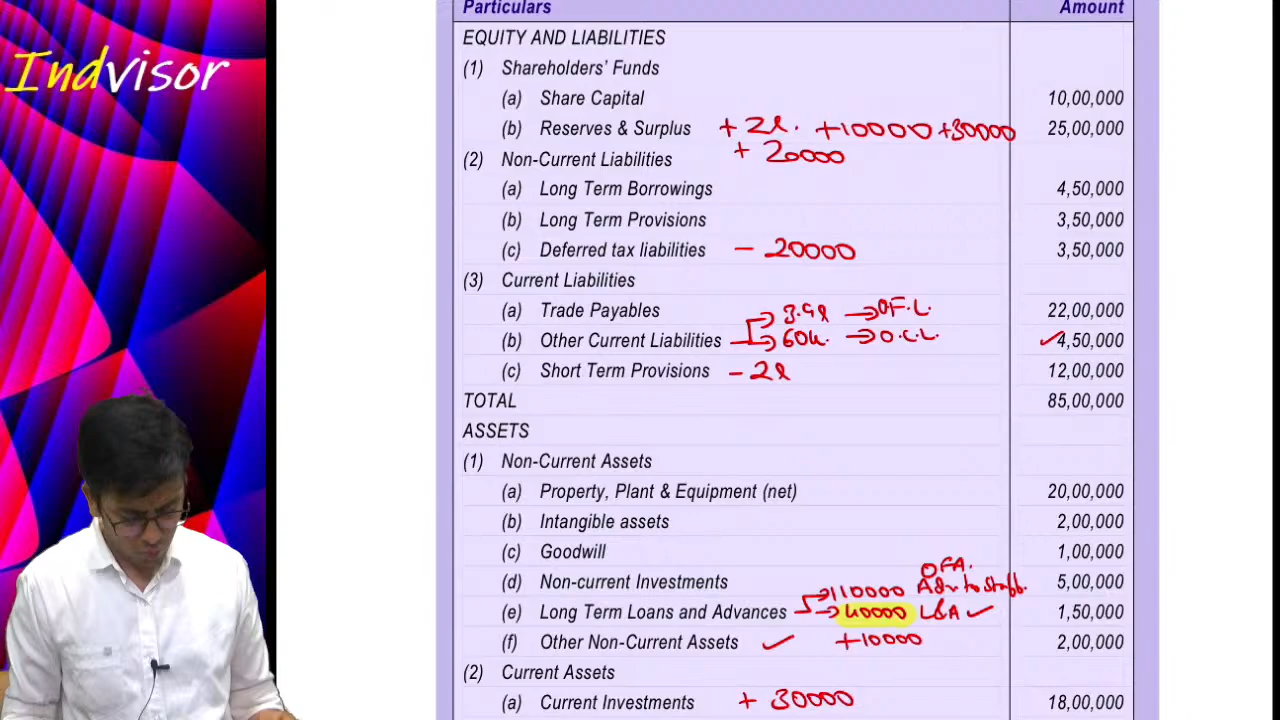 Indvisor
Particulars Amount
EQUITY AND LIABILITIES
(1) Shareholders' Funds
(a) Share Capital 10,00,000
(b) Reserves & Surplus + 2l. +10000 +30000 25,00,000
+ 20000
(2) Non-Current Liabilities
(a) Long Term Borrowings 4,50,000
(b) Long Term Provisions 3,50,000
(c) Deferred tax liabilities - 20000 3,50,000
(3) Current Liabilities
(a) Trade Payables 3.9l → O.F.L. 22,00,000
(b) Other Current Liabilities → 60k. → O.C.L. ✓ 4,50,000
(c) Short Term Provisions - 2l 12,00,000
TOTAL 85,00,000
ASSETS
(1) Non-Current Assets
(a) Property, Plant & Equipment (net) 20,00,000
(b) Intangible assets 2,00,000
(c) Goodwill 1,00,000
OFA.
(d) Non-current Investments → 110000 Adv to staff. 5,00,000
(e) Long Term Loans and Advances → 40000 L&A ✓ 1,50,000
(f) Other Non-Current Assets ✓ +10000 2,00,000
(2) Current Assets
(a) Current Investments + 30000 18,00,000